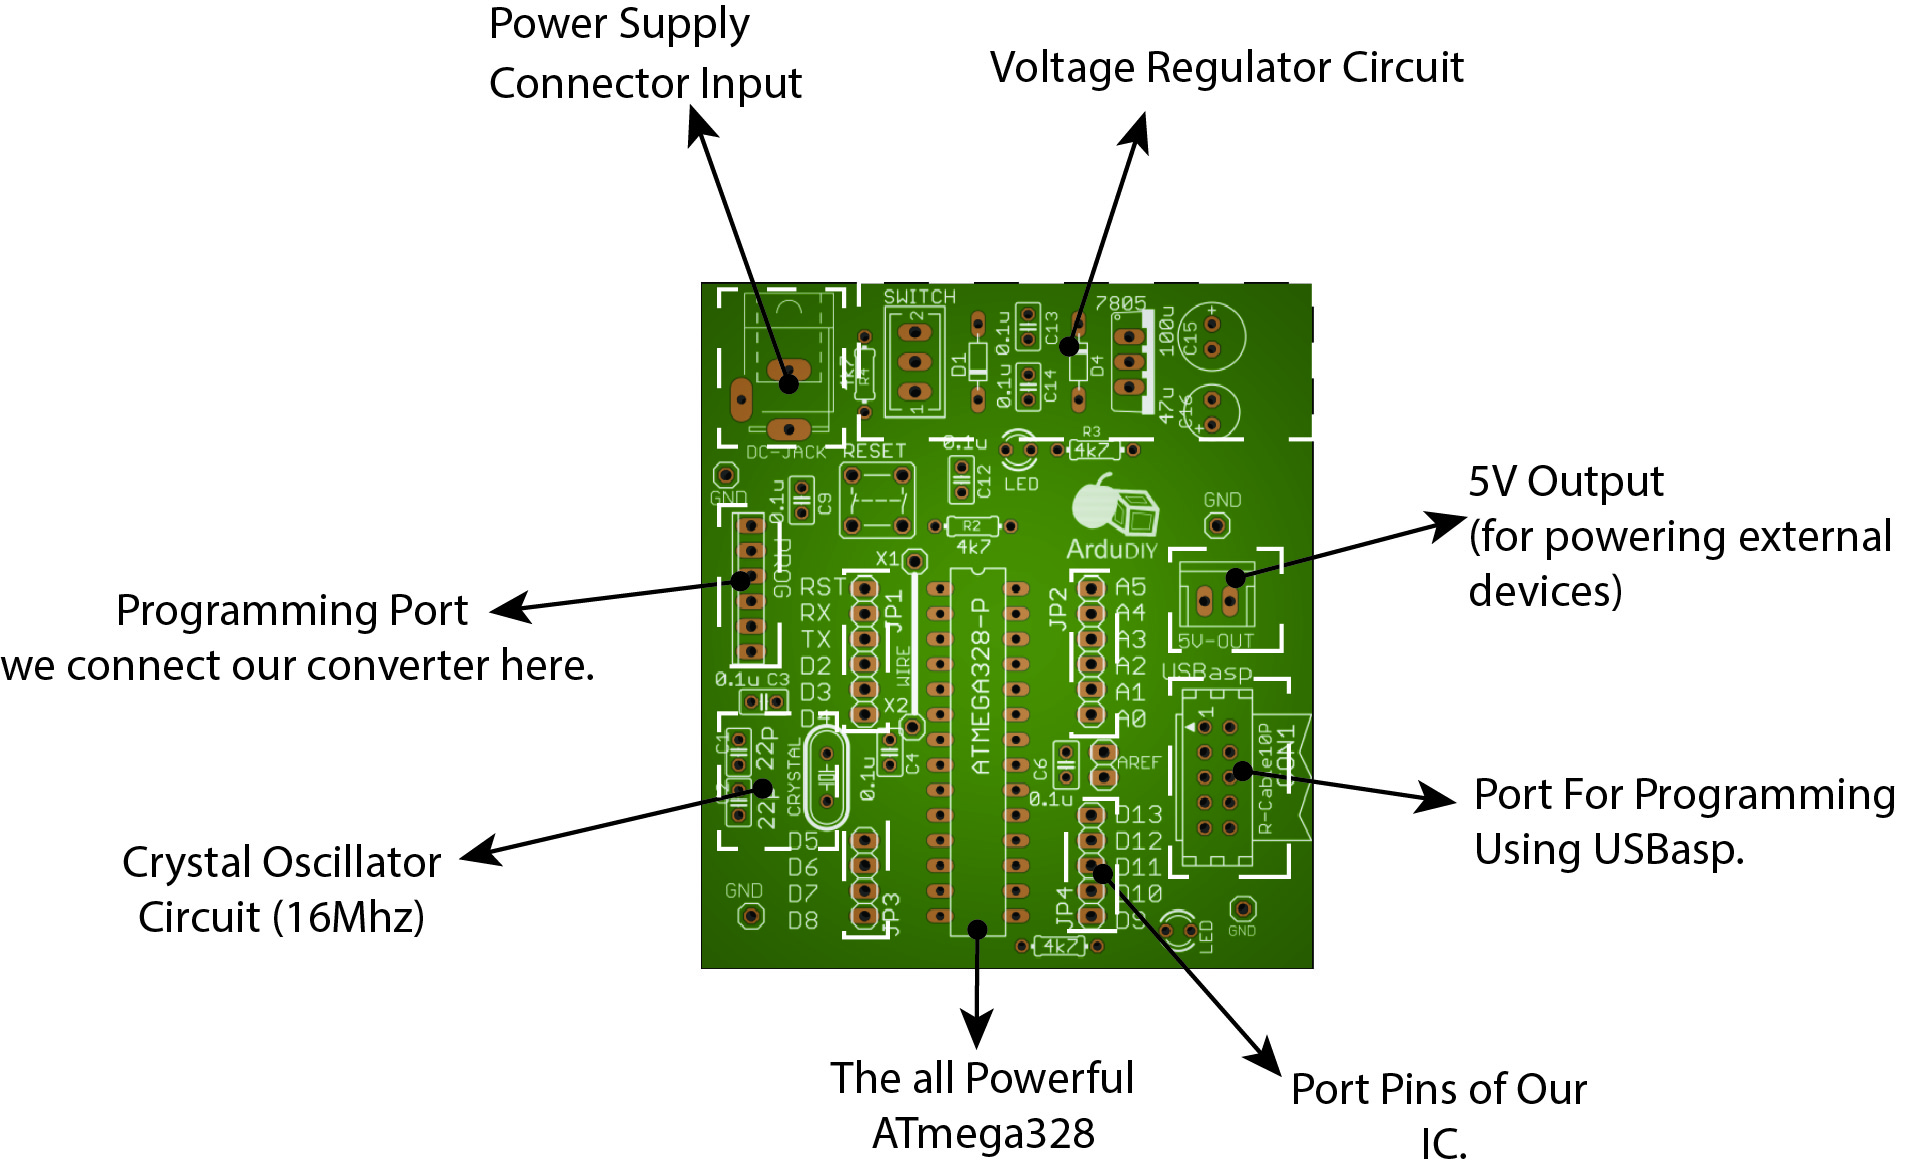 Power Supply
Connector Input
Voltage Regulator Circuit
SWITCH
2
1
D1
0.1u
C13
0.1u
C14
D4
7805
100u
C15
47u
C16
R4
DC-JACK
RESET
0.1u
C12
LED
R3
4k7
GND
0.1u
C9
R2
4k7
ArduDIY
GND
5V Output
(for powering external
devices)
PROG
X1
RST
RX
TX
D2
D3
D4
JP1
WIRE
X2
ATMEGA328-P
JP2
A5
A4
A3
A2
A1
A0
5V-OUT
USBasp
Programming Port
we connect our converter here.
0.1u C3
C1
22p
22p
CRYSTAL
0.1u
C4
C6
0.1u
AREF
1
R-Cable10P
CON1
Port For Programming
Using USBasp.
Crystal Oscillator
Circuit (16Mhz)
D5
D6
D7
D8
JP3
GND
D13
D12
D11
D10
D9
JP4
4k7
LED
GND
The all Powerful
ATmega328
Port Pins of Our
IC.